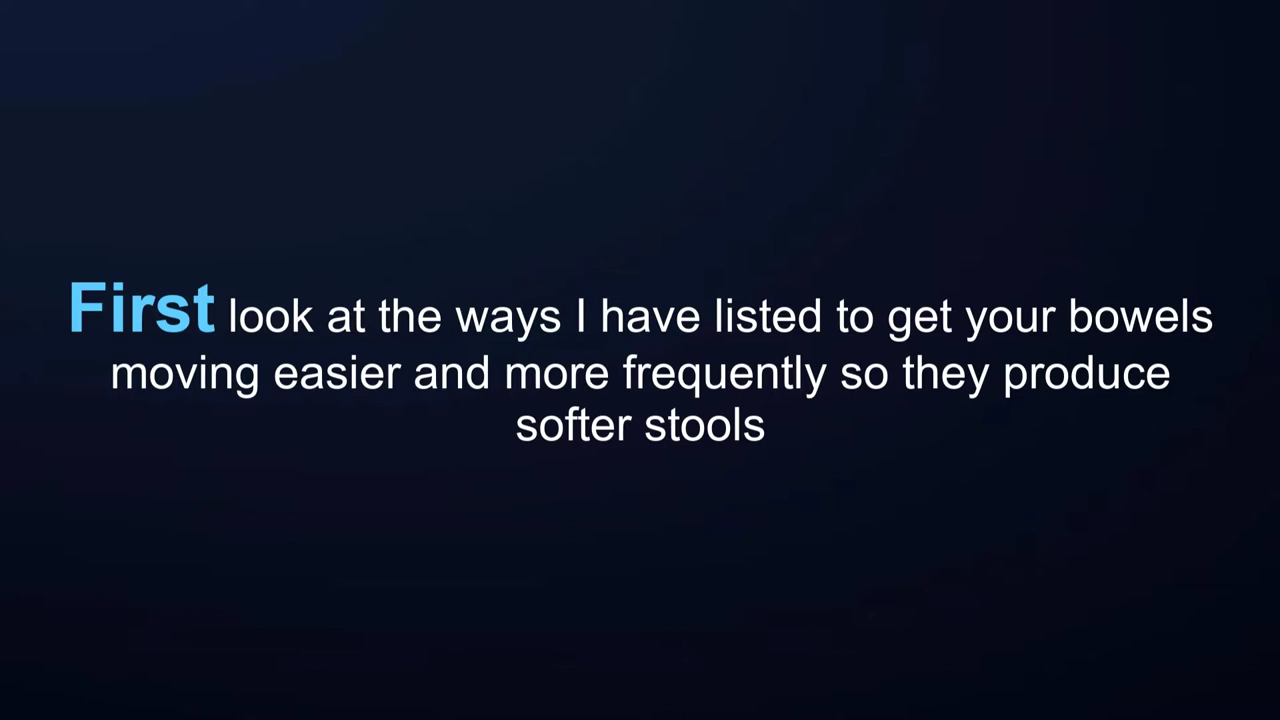 First look at the ways I have listed to get your bowels
moving easier and more frequently so they produce
softer stools